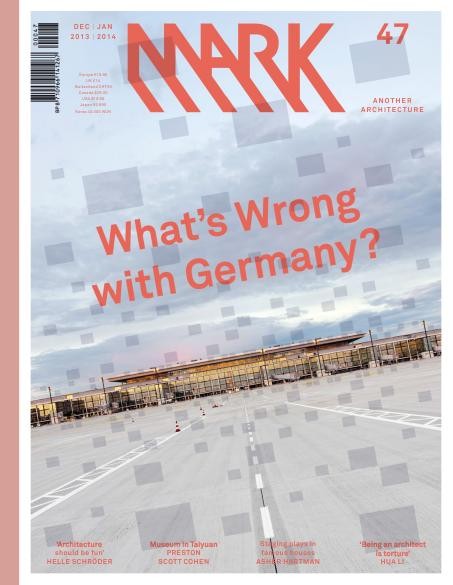 DEC | JAN
2013 | 2014
MARK
47
ANOTHER
ARCHITECTURE
What's Wrong
with Germany?
'Architecture
should be fun'
HELLE SCHRÖDER
Museum in Taiyuan
PRESTON
SCOTT COHEN
Staging plays in
famous houses
ASHER HARTMAN
'Being an architect
is torture'
HUA LI